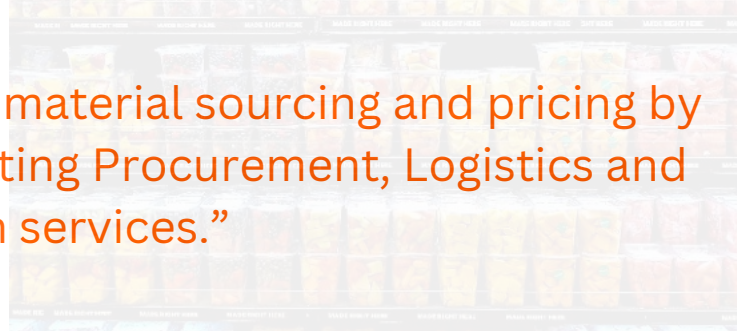 material sourcing and pricing by
ting Procurement, Logistics and
services.”